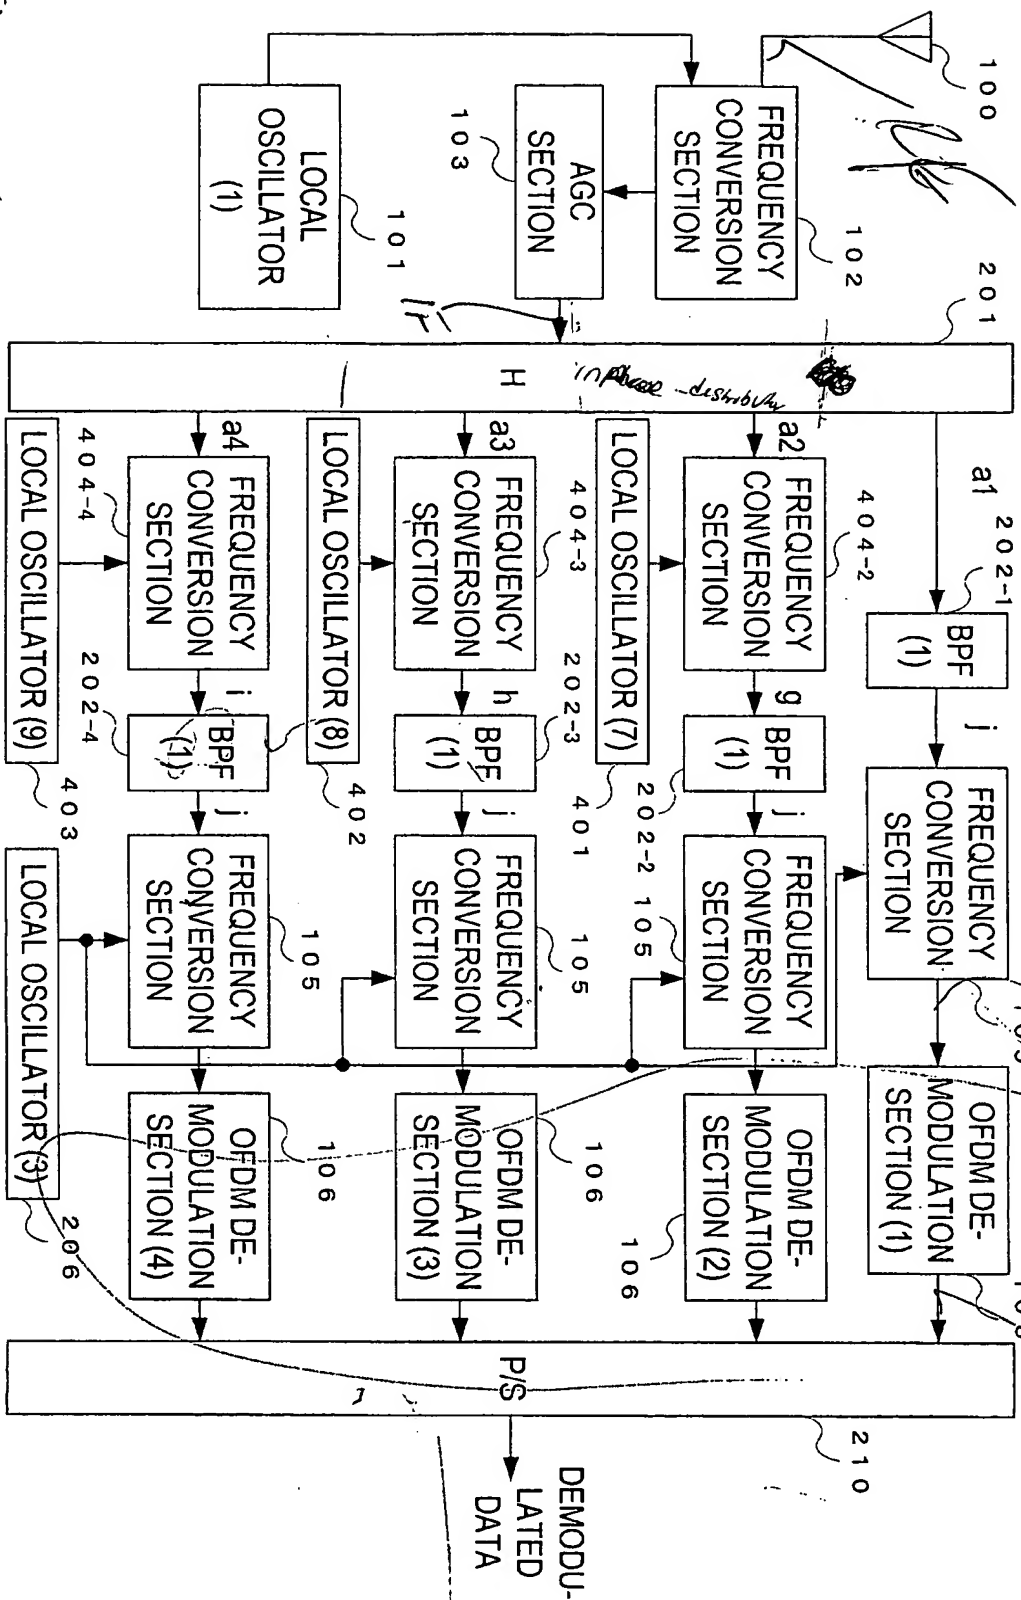 100
FREQUENCY
CONVERSION
SECTION
102
AGC
SECTION
103
LOCAL
OSCILLATOR
(1)
101
201
H
in phase - distributor
IF
a1
202-1
BPF
(1)
j
FREQUENCY
CONVERSION
SECTION
OFDM DE-
MODULATION
SECTION (1)
a2
FREQUENCY
CONVERSION
SECTION
404-2
g
BPF
(1)
202-2
j
FREQUENCY
CONVERSION
SECTION
105
OFDM DE-
MODULATION
SECTION (2)
106
LOCAL OSCILLATOR (7)
401
a3
FREQUENCY
CONVERSION
SECTION
404-3
h
BPF
(1)
202-3
j
FREQUENCY
CONVERSION
SECTION
105
OFDM DE-
MODULATION
SECTION (3)
106
LOCAL OSCILLATOR (8)
402
a4
FREQUENCY
CONVERSION
SECTION
404-4
i
BPF
(1)
202-4
j
FREQUENCY
CONVERSION
SECTION
105
OFDM DE-
MODULATION
SECTION (4)
106
LOCAL OSCILLATOR (9)
403
LOCAL OSCILLATOR (3)
206
P/S
210
DEMODU-
LATED
DATA